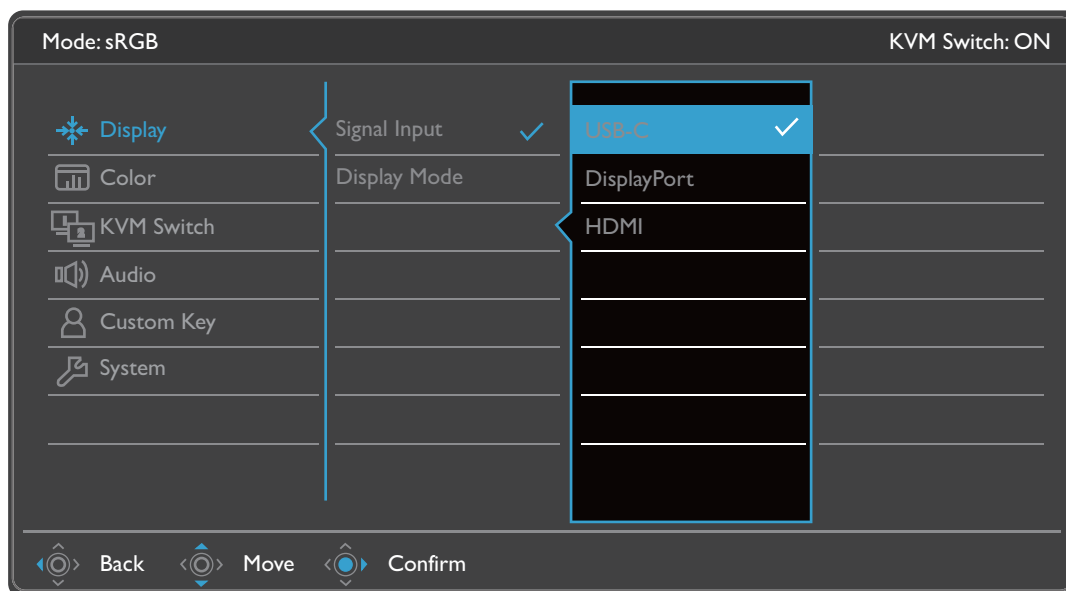 Mode: sRGB
KVM Switch: ON
Display
Signal Input
USB-C
Color
Display Mode
DisplayPort
KVM Switch
HDMI
Audio
Custom Key
System
Back
Move
Confirm